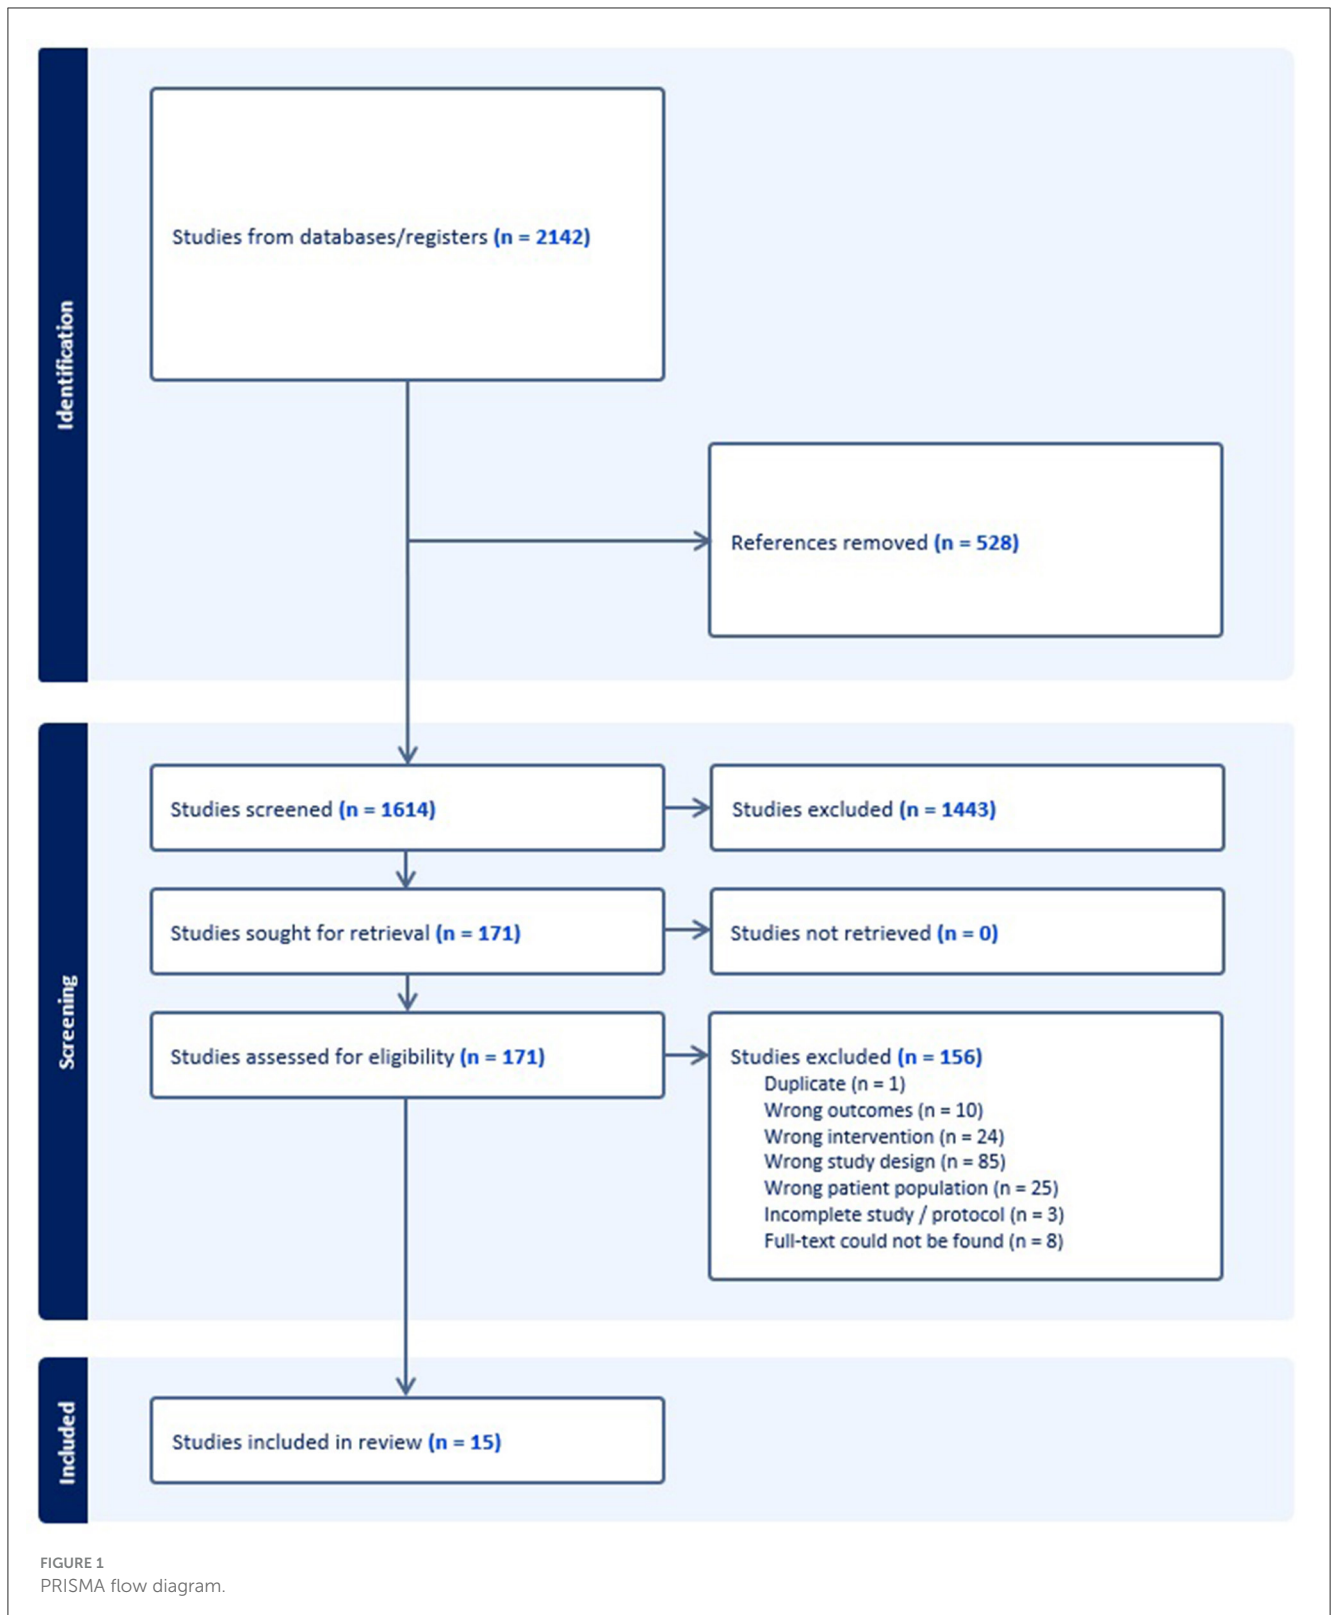 Identification
Studies from databases/registers (n = 2142)
References removed (n = 528)
Screening
Studies screened (n = 1614)
Studies excluded (n = 1443)
Studies sought for retrieval (n = 171)
Studies not retrieved (n = 0)
Studies assessed for eligibility (n = 171)
Studies excluded (n = 156)
Duplicate (n = 1)
Wrong outcomes (n = 10)
Wrong intervention (n = 24)
Wrong study design (n = 85)
Wrong patient population (n = 25)
Incomplete study / protocol (n = 3)
Full-text could not be found (n = 8)
Included
Studies included in review (n = 15)
FIGURE 1
PRISMA flow diagram.